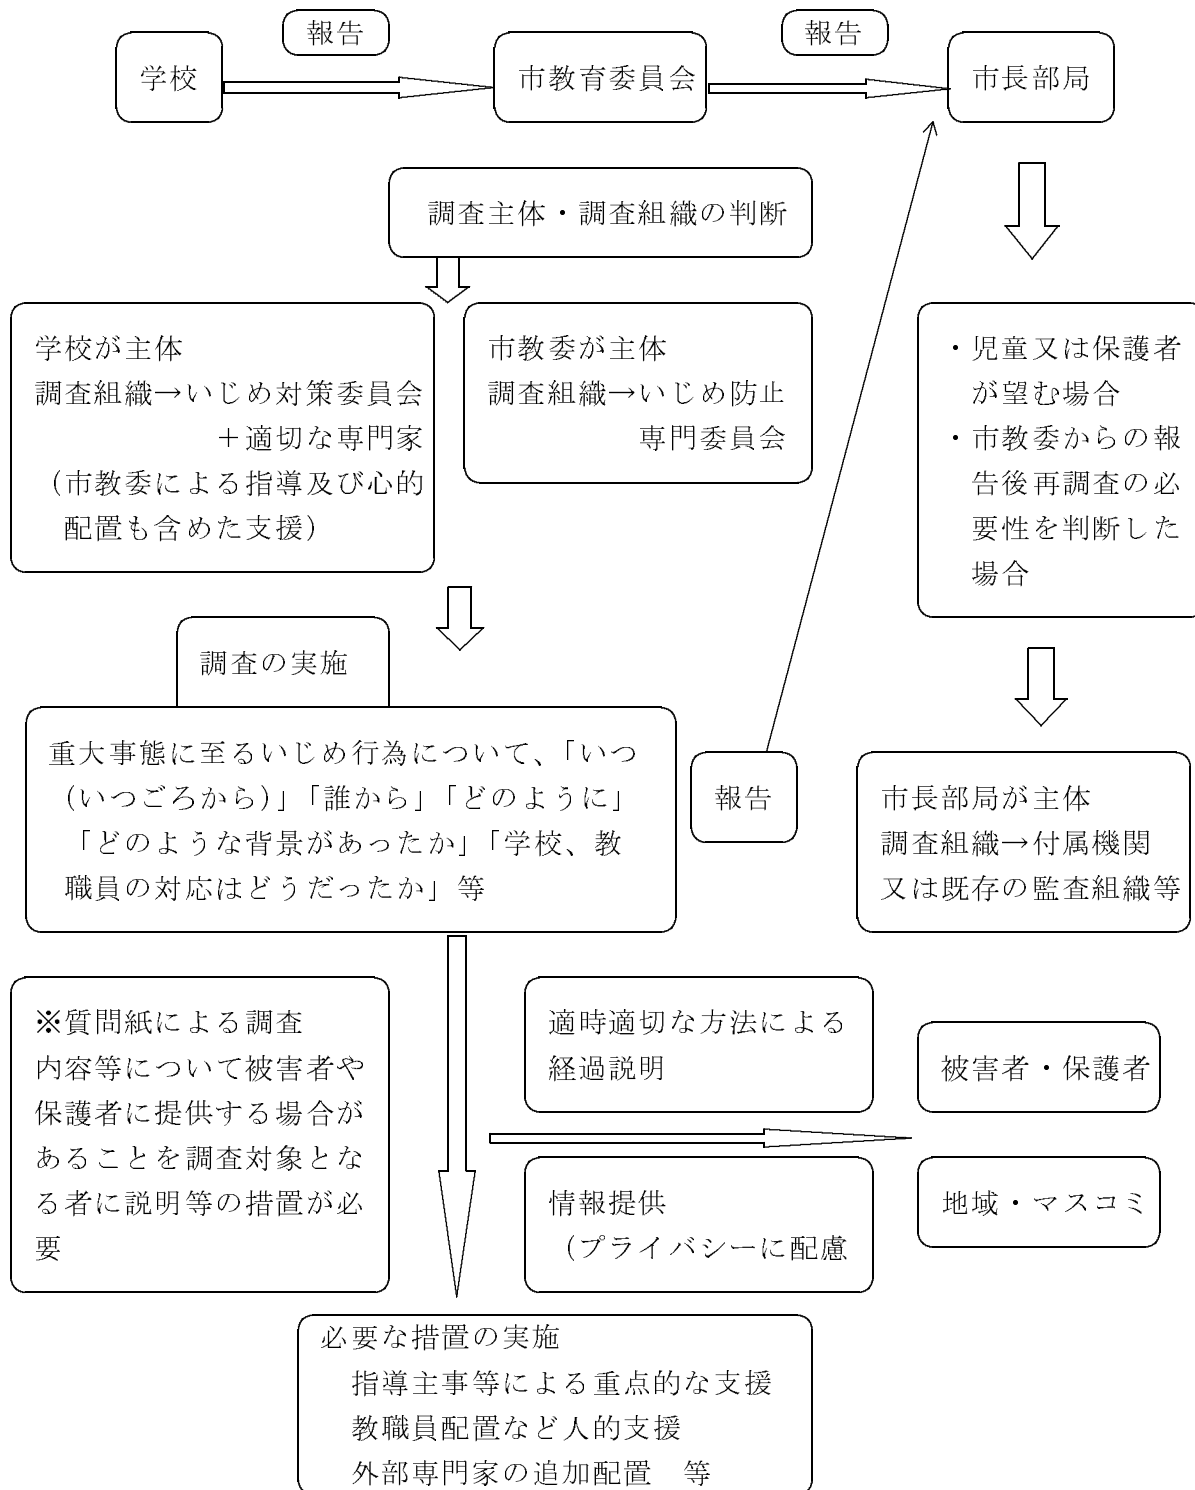 報告
報告
学校
市教育委員会
市長部局
調査主体・調査組織の判断
学校が主体
調査組織→いじめ対策委員会
＋適切な専門家
（市教委による指導及び心的
配置も含めた支援）
市教委が主体
調査組織→いじめ防止
専門委員会
・児童又は保護者
が望む場合
・市教委からの報
告後再調査の必
要性を判断した
場合
調査の実施
重大事態に至るいじめ行為について、「いつ
（いつごろから）」「誰から」「どのように」
「どのような背景があったか」「学校、教
職員の対応はどうだったか」等
報告
市長部局が主体
調査組織→付属機関
又は既存の監査組織等
※質問紙による調査
内容等について被害者や
保護者に提供する場合が
あることを調査対象とな
る者に説明等の措置が必
要
適時適切な方法による
経過説明
被害者・保護者
情報提供
（プライバシーに配慮
地域・マスコミ
必要な措置の実施
指導主事等による重点的な支援
教職員配置など人的支援
外部専門家の追加配置　等